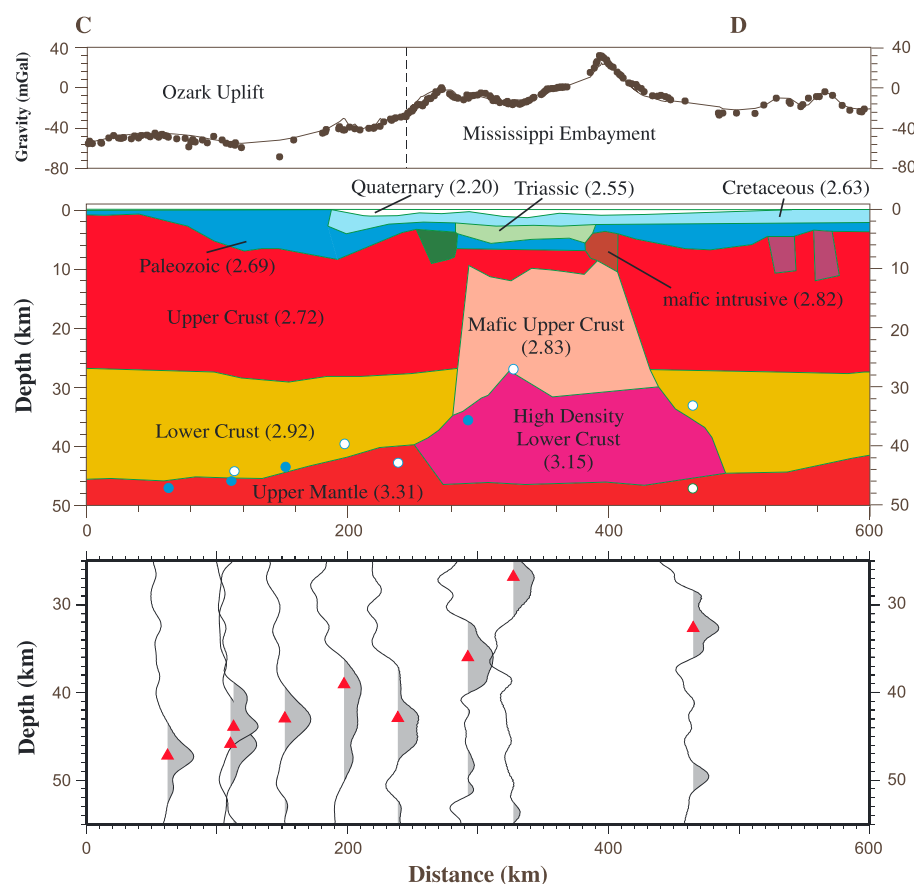 C D
40 40
0 0
-40 -40
-80 -80
Gravity (mGal)
Ozark Uplift
Mississippi Embayment
Quaternary (2.20) Triassic (2.55) Cretaceous (2.63)
0 0
10 10
20 20
30 30
40 40
50 50
Depth (km)
Paleozoic (2.69)
mafic intrusive (2.82)
Upper Crust (2.72)
Mafic Upper Crust
(2.83)
High Density
Lower Crust
(3.15)
Lower Crust (2.92)
Upper Mantle (3.31)
0 200 400 600
30 30
40 40
50 50
Depth (km)
0 200 400 600
Distance (km)